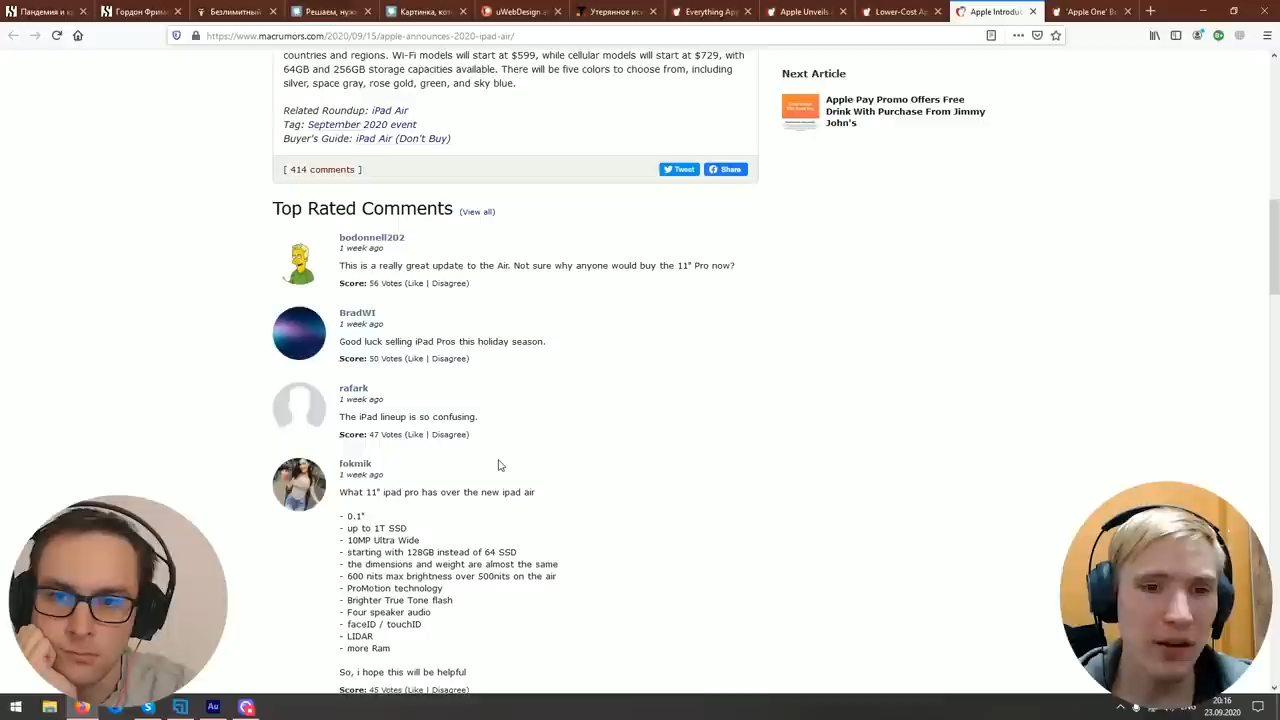 Пандемия к
Гордон Фрим
Безлимитный
Решаем, нужн
Картинка, кот
uWebDesign.
Утерянное ис
Everything App
Apple Unveils
Lower-Cost Ap
Apple Introduc
'Apple One' Bu
https://www.macrumors.com/2020/09/15/apple-announces-2020-ipad-air/
countries and regions. Wi-Fi models will start at $599, while cellular models will start at $729, with
64GB and 256GB storage capacities available. There will be five colors to choose from, including
silver, space gray, rose gold, green, and sky blue.
Related Roundup: iPad Air
Tag: September 2020 event
Buyer's Guide: iPad Air (Don't Buy)
[ 414 comments ]
Tweet
Share
Next Article
Apple Pay Promo Offers Free
Drink With Purchase From Jimmy
John's
Top Rated Comments (View all)
bodonnell202
1 week ago
This is a really great update to the Air. Not sure why anyone would buy the 11" Pro now?
Score: 56 Votes (Like | Disagree)
BradWI
1 week ago
Good luck selling iPad Pros this holiday season.
Score: 50 Votes (Like | Disagree)
rafark
1 week ago
The iPad lineup is so confusing.
Score: 47 Votes (Like | Disagree)
fokmik
1 week ago
What 11" ipad pro has over the new ipad air
- 0.1"
- up to 1T SSD
- 10MP Ultra Wide
- starting with 128GB instead of 64 SSD
- the dimensions and weight are almost the same
- 600 nits max brightness over 500nits on the air
- ProMotion technology
- Brighter True Tone flash
- Four speaker audio
- faceID / touchID
- LIDAR
- more Ram
So, i hope this will be helpful
Score: 45 Votes (Like | Disagree)
Au
20:16
23.09.2020